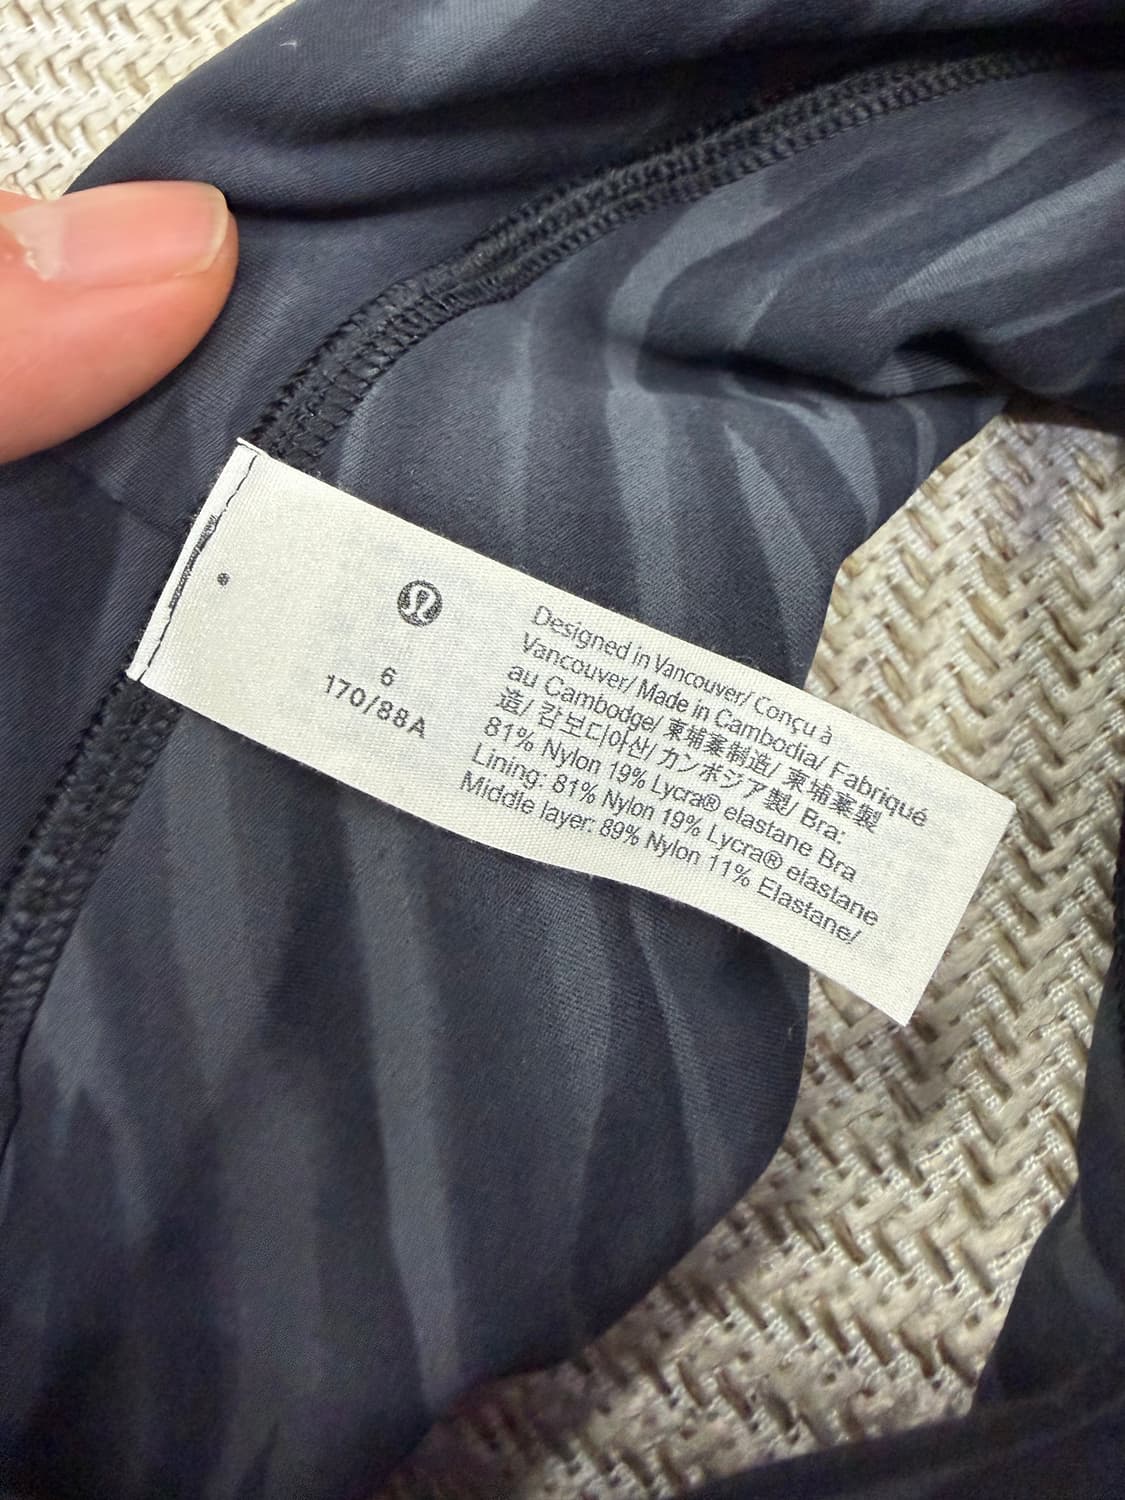 6
170/88A
Designed in Vancouver/ Conçu à
Vancouver/ Made in Cambodia/ Fabriqué
au Cambodge/ 柬埔寨制造/ 柬埔寨製
造/ 캄보디아산/ カンボジア製/ Bra:
81% Nylon 19% Lycra® elastane Bra
Lining: 81% Nylon 19% Lycra® elastane
Middle layer: 89% Nylon 11% Elastane/